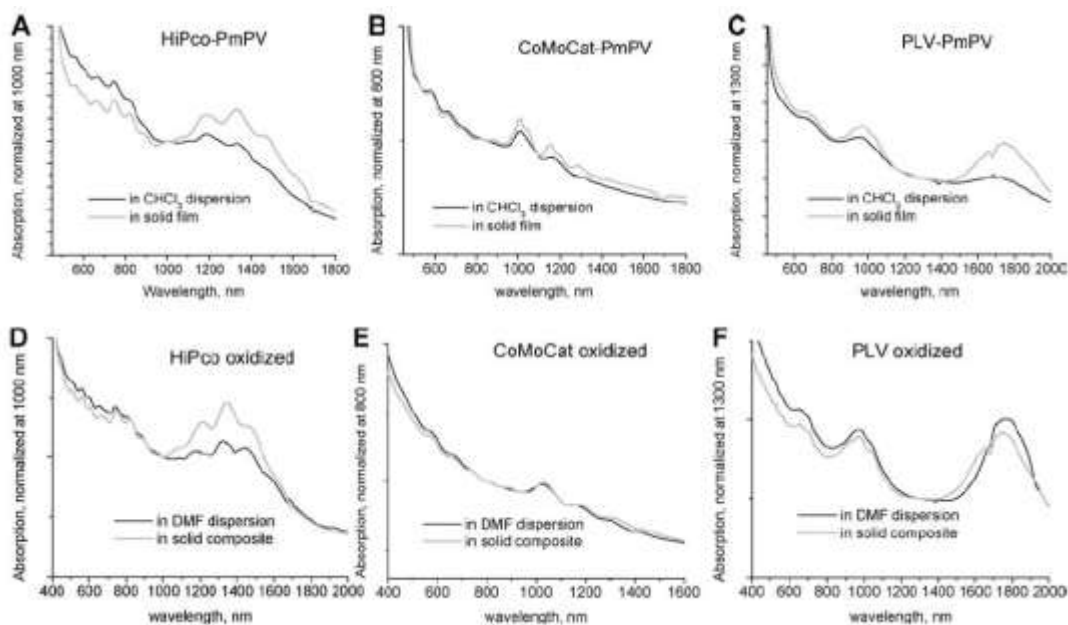 A
HiPco-PmPV
Absorption, normalized at 1000 nm
in CHCl3 dispersion
in solid film
600 800 1000 1200 1400 1600 1800
Wavelength, nm
B
CoMoCat-PmPV
Absorption, normalized at 800 nm
in CHCl3 dispersion
in solid film
600 800 1000 1200 1400 1600 1800
wavelength, nm
C
PLV-PmPV
Absorption, normalized at 1300 nm
in CHCl3 dispersion
in solid film
600 800 1000 1200 1400 1600 1800 2000
wavelength, nm
D
HiPco oxidized
Absorption, normalized at 1000 nm
in DMF dispersion
in solid composite
400 600 800 1000 1200 1400 1600 1800 2000
wavelength, nm
E
CoMoCat oxidized
Absorption, normalized at 800 nm
in DMF dispersion
in solid composite
400 600 800 1000 1200 1400 1600
wavelength, nm
F
PLV oxidized
Absorption, normalized at 1300 nm
in DMF dispersion
in solid composite
400 600 800 1000 1200 1400 1600 1800 2000
wavelength, nm